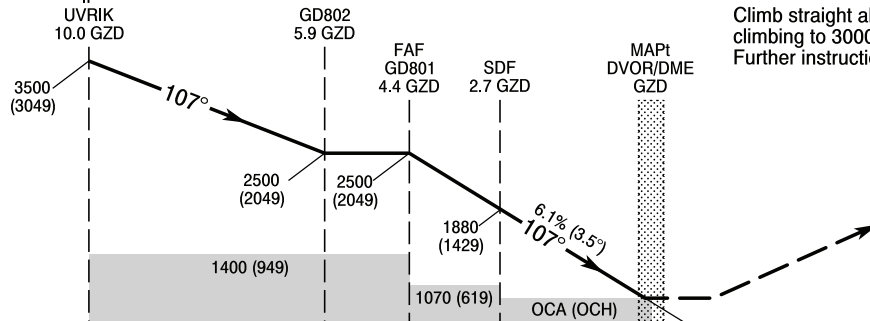 UVRIK
10.0 GZD
GD802
5.9 GZD
FAF
GD801
4.4 GZD
SDF
2.7 GZD
MAPt
DVOR/DME
GZD
Climb straight a
climbing to 3000
Further instructi
3500
(3049)
107°
2500
(2049)
2500
(2049)
1880
(1429)
6.1% (3.5°)
107°
1400 (949)
1070 (619)
OCA (OCH)